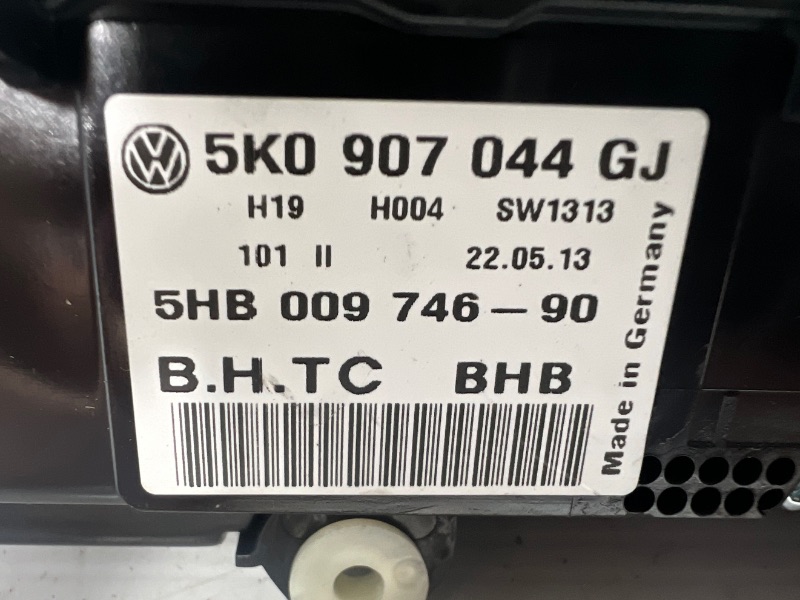 5K0 907 044 GJ
H19 H004 SW1313
101 II 22.05.13
5HB 009 746-90
B.H.TC BHB
Made in Germany